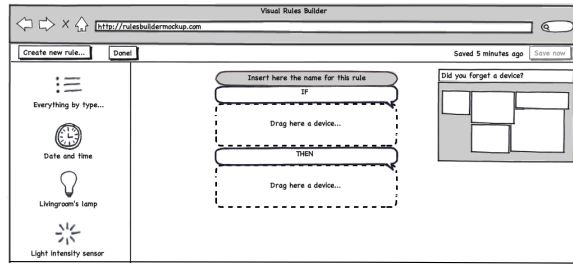 Visual Rules Builder
http://rulesbuildermockup.com
Create new rule...
Done!
Saved 5 minutes ago
Save now
Everything by type...
Date and time
Livingroom's lamp
Light intensity sensor
Insert here the name for this rule
IF
Drag here a device...
THEN
Drag here a device...
Did you forget a device?